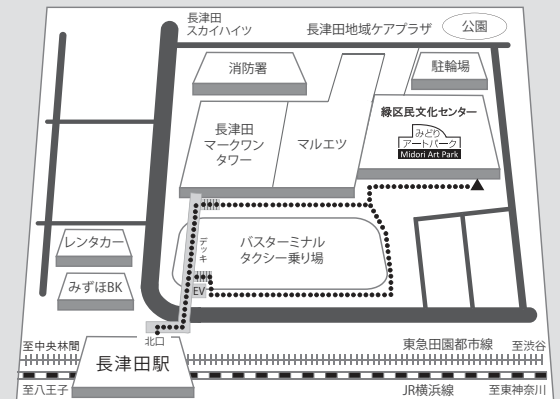 長津田
スカイハイツ
長津田地域ケアプラザ
公園
消防署
駐輪場
長津田
マークワン
タワー
マルエツ
緑区民文化センター
みどり
アートパーク
Midori Art Park
レンタカー
デッキ
バスターミナル
タクシー乗り場
みずほBK
EV
北口
至中央林間
東急田園都市線
至渋谷
長津田駅
至八王子
JR横浜線
至東神奈川